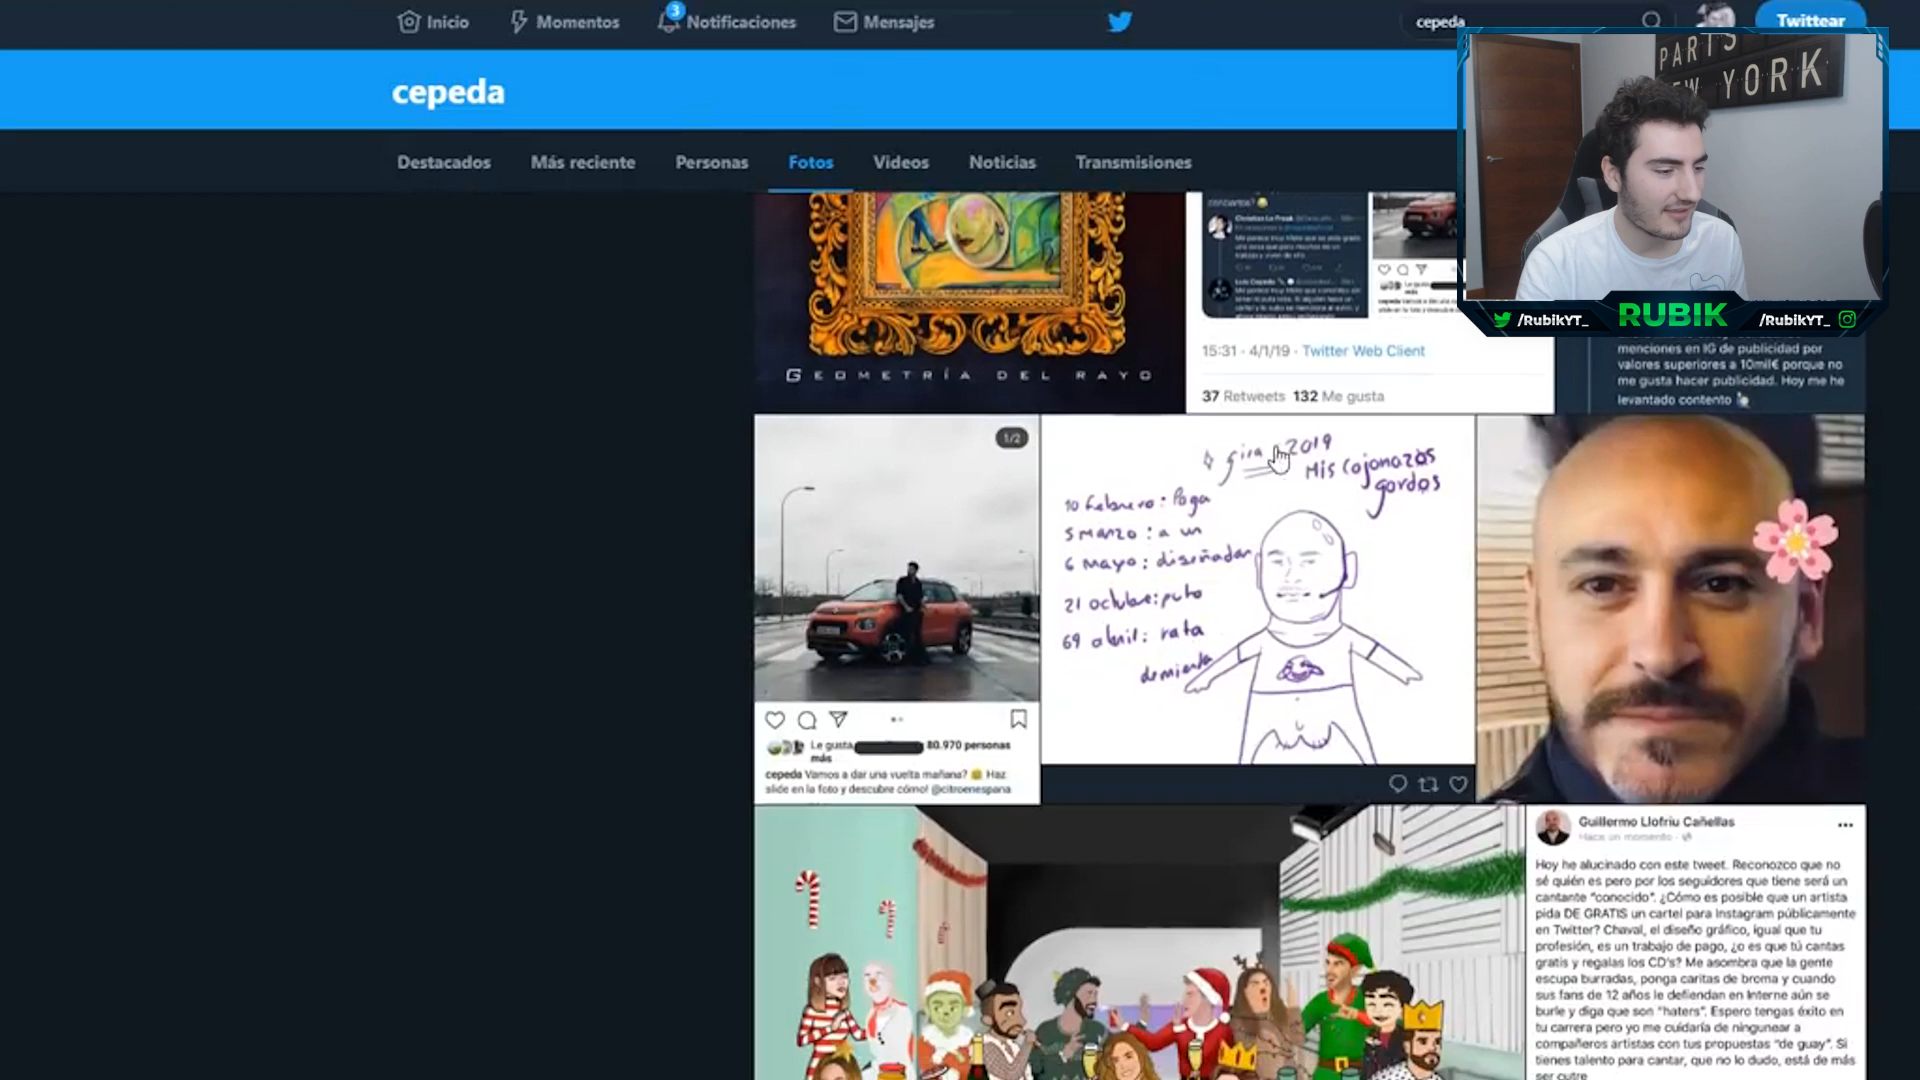 Inicio
Momentos
3
Notificaciones
Mensajes
cepeda
Twittear
cepeda
Destacados
Más reciente
Personas
Fotos
Videos
Noticias
Transmisiones
PARIS
NEW YORK
/RubikYT_
RUBIK
/RubikYT_
GEOMETRÍA DEL RAYO
15:31 · 4/1/19 · Twitter Web Client
37 Retweets 132 Me gusta
menciones en IG de publicidad por
valores superiores a 10mil€ porque no
me gusta hacer publicidad. Hoy me he
levantado contento
1/2
Le gusta
80.970 personas
más
cepeda Vamos a dar una vuelta mañana? Haz
slide en la foto y descubre cómo! @citroenespana
gira 2019
Mis cojonazos
gordos
10 febrero: Paga
5 marzo: a un
6 mayo: diseñador
21 octubre: puto
69 abril: rata
de mierda
Guillermo Llofriu Cañellas
Hace un momento
Hoy he alucinado con este tweet. Reconozco que no
sé quién es pero por los seguidores que tiene será un
cantante "conocido". ¿Cómo es posible que un artista
pida DE GRATIS un cartel para Instagram públicamente
en Twitter? Chaval, el diseño gráfico, igual que tu
profesión, es un trabajo de pago, ¿o es que tú cantas
gratis y regalas los CD's? Me asombra que la gente
escupa burradas, ponga caritas de broma y cuando
sus fans de 12 años le defiendan en Interne aún se
burle y diga que son "haters". Espero tengas éxito en
tu carrera pero yo me cuidaría de ningunear a
compañeros artistas con tus propuestas "de guay". Si
tienes talento para cantar, que no lo dudo, está de más
ser cutre